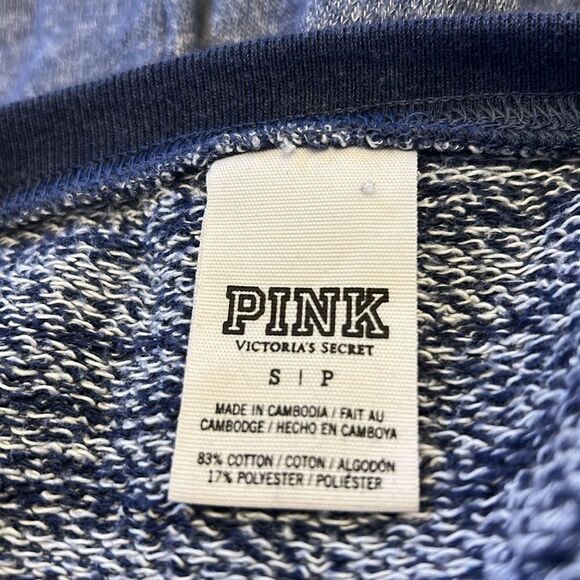 PINK
VICTORIA'S SECRET
S | P
MADE IN CAMBODIA / FAIT AU
CAMBODGE / HECHO EN CAMBOYA
83% COTTON / COTON / ALGODÓN
17% POLYESTER / POLIÉSTER